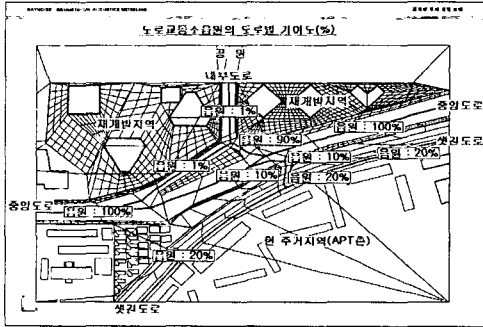 도로교통소음원의 도로별 기여도(%)
공 원
내부도로
재개발지역
재개발지역
음원 : 1%
음원 : 100%
중앙도로
음원 : 90%
샛길도로
음원 : 10%
음원 : 20%
음원 : 1%
음원 : 10%
음원 : 20%
중앙도로
음원 : 100%
현 주거지역(APT촌)
음원 : 20%
샛길도로